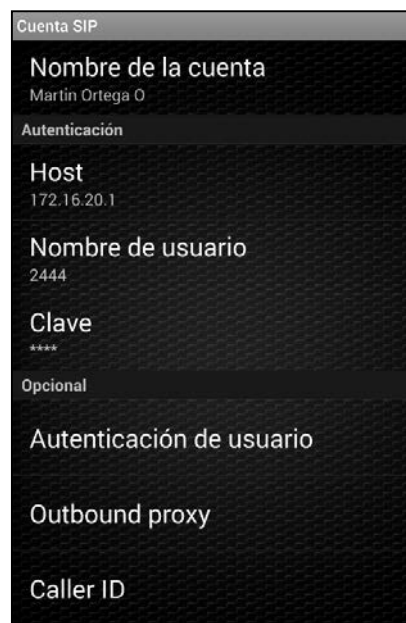 Cuenta SIP
Nombre de la cuenta
Martin Ortega O
Autenticación
Host
172.16.20.1
Nombre de usuario
2444
Clave
****
Opcional
Autenticación de usuario
Outbound proxy
Caller ID